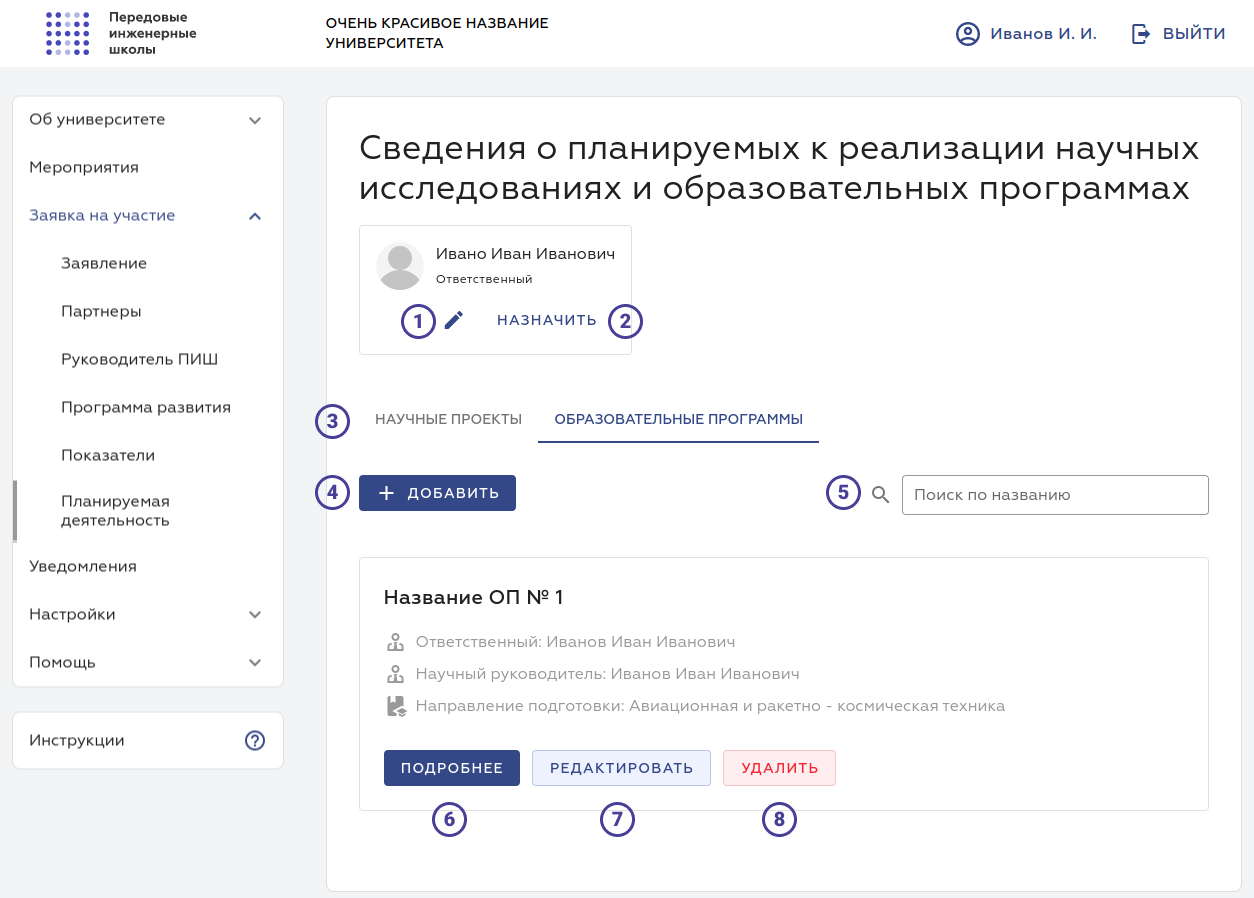 Передовые
инженерные
школы
ОЧЕНЬ КРАСИВОЕ НАЗВАНИЕ
УНИВЕРСИТЕТА
Иванов И. И.
ВЫЙТИ
Об университете
Мероприятия
Заявка на участие
Заявление
Партнеры
Руководитель ПИШ
Программа развития
Показатели
Планируемая
деятельность
Уведомления
Настройки
Помощь
Инструкции
Сведения о планируемых к реализации научных
исследованиях и образовательных программах
Ивано Иван Иванович
Ответственный
1
НАЗНАЧИТЬ 2
3 НАУЧНЫЕ ПРОЕКТЫ ОБРАЗОВАТЕЛЬНЫЕ ПРОГРАММЫ
4 + ДОБАВИТЬ
5 Поиск по названию
Название ОП № 1
Ответственный: Иванов Иван Иванович
Научный руководитель: Иванов Иван Иванович
Направление подготовки: Авиационная и ракетно - космическая техника
ПОДРОБНЕЕ РЕДАКТИРОВАТЬ УДАЛИТЬ
6 7 8